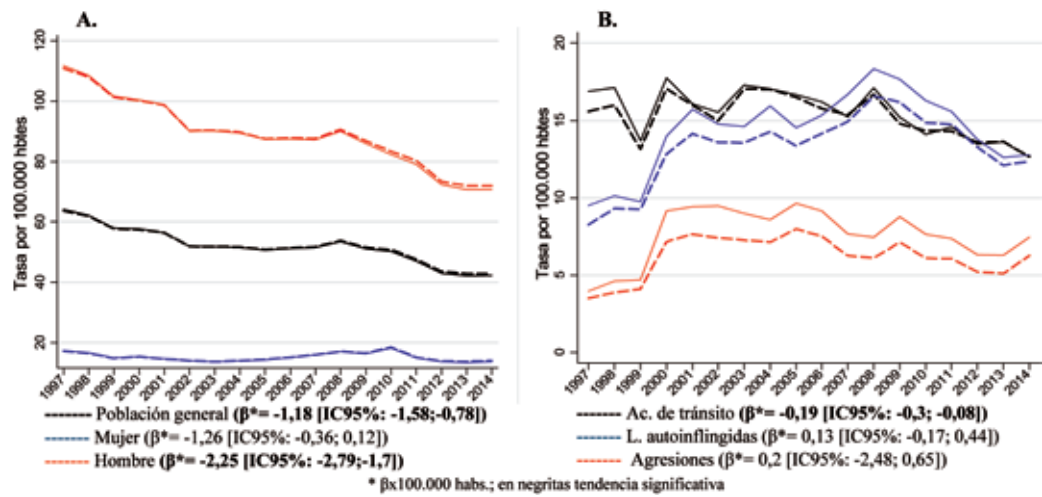 A.
B.
Tasa por 100.000 hbtes
120
100
80
60
40
20
1997 1998 1999 2000 2001 2002 2003 2004 2005 2006 2007 2008 2009 2010 2011 2012 2013 2014
Tasa por 100.000 hbtes
20
15
10
5
0
1997 1998 1999 2000 2001 2002 2003 2004 2005 2006 2007 2008 2009 2010 2011 2012 2013 2014
Población general (β*= -1,18 [IC95%: -1,58;-0,78])
Mujer (β*= -1,26 [IC95%: -0,36; 0,12])
Hombre (β*= -2,25 [IC95%: -2,79;-1,7])
Ac. de tránsito (β*= -0,19 [IC95%: -0,3; -0,08])
L. autoinflingidas (β*= 0,13 [IC95%: -0,17; 0,44])
Agresiones (β*= 0,2 [IC95%: -2,48; 0,65])
* βx100.000 habs.; en negritas tendencia significativa